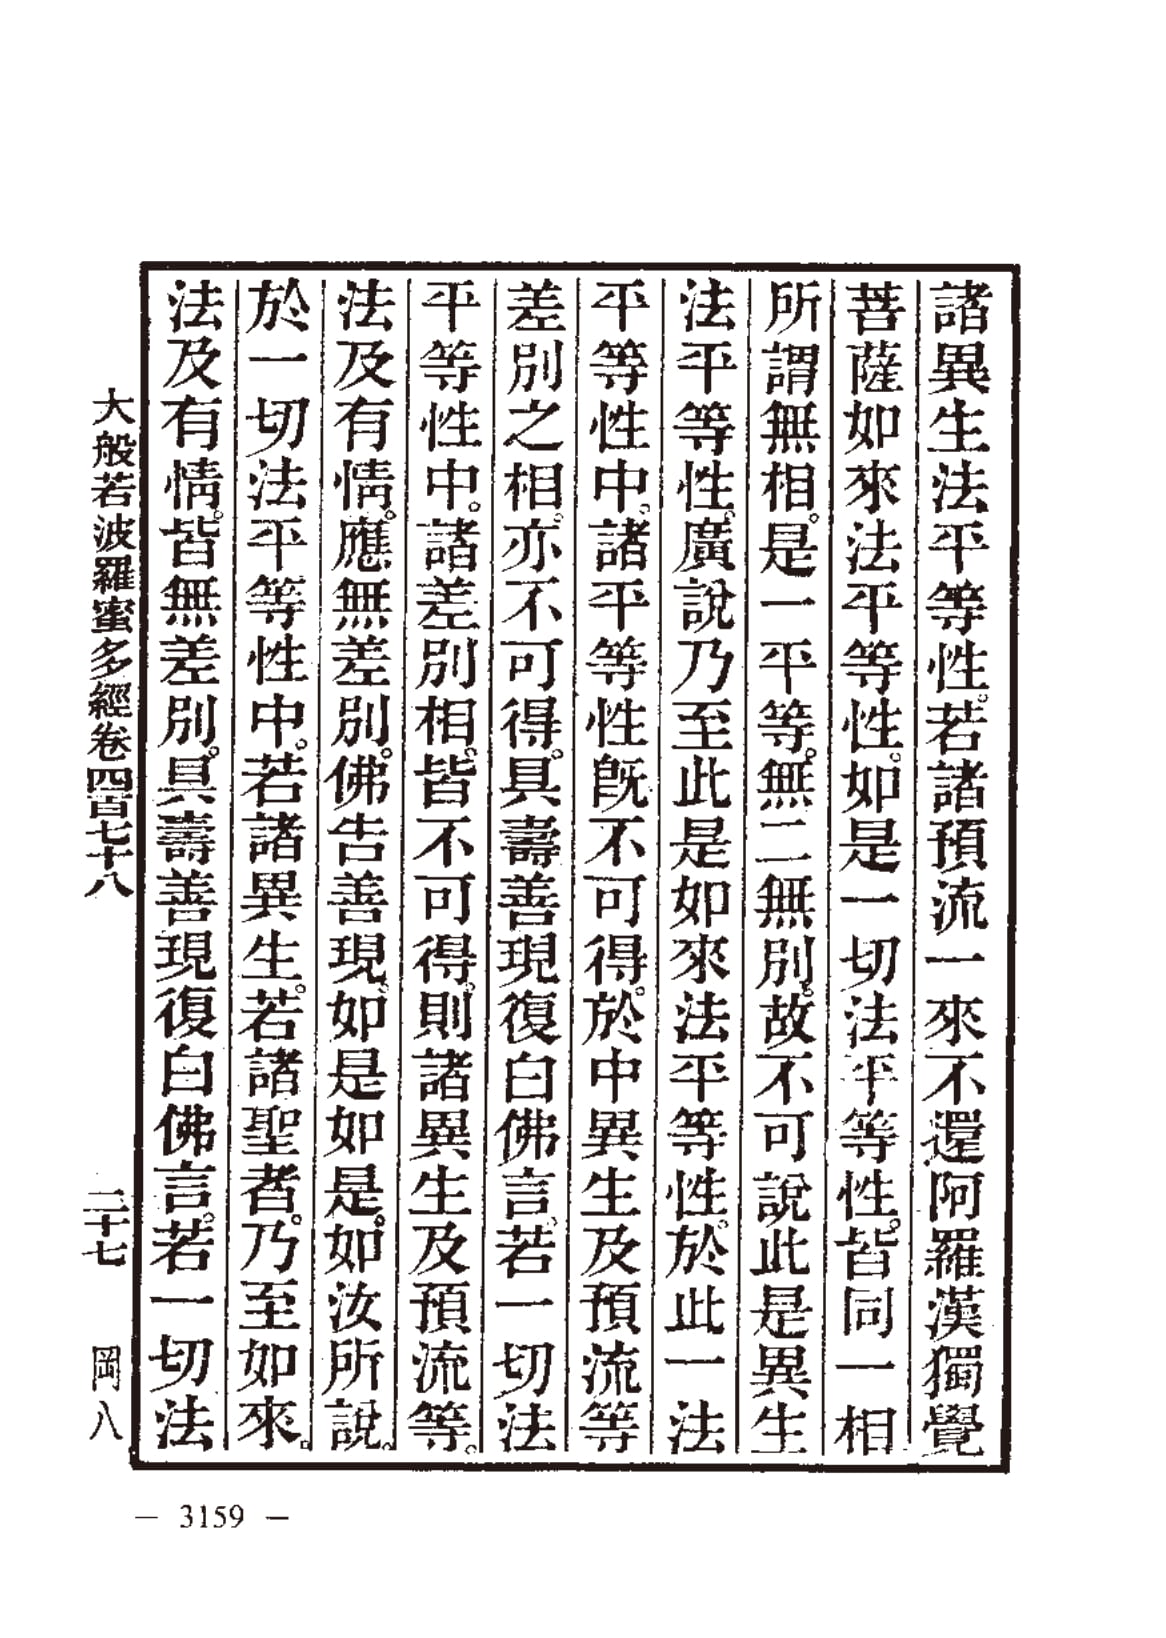 諸異生法平等性。若諸預流一來不還阿羅漢獨覺
菩薩如來法平等性。如是一切法平等性。皆同一相
所謂無相。是一平等。無二無別。故不可說此是異生
法平等性。廣說乃至此是如來法平等性。於此一法
平等性中。諸平等性旣不可得。於中異生及預流等
差別之相。亦不可得。具壽善現復白佛言。若一切法
平等性中。諸差別相。皆不可得。則諸異生及預流等。
法及有情。應無差別。佛告善現。如是如是。如汝所說。
於一切法平等性中。若諸異生。若諸聖者。乃至如來。
法及有情。皆無差別。具壽善現復白佛言。若一切法
大般若波羅蜜多經卷四百七十八 二十七 岡八
— 3159 —